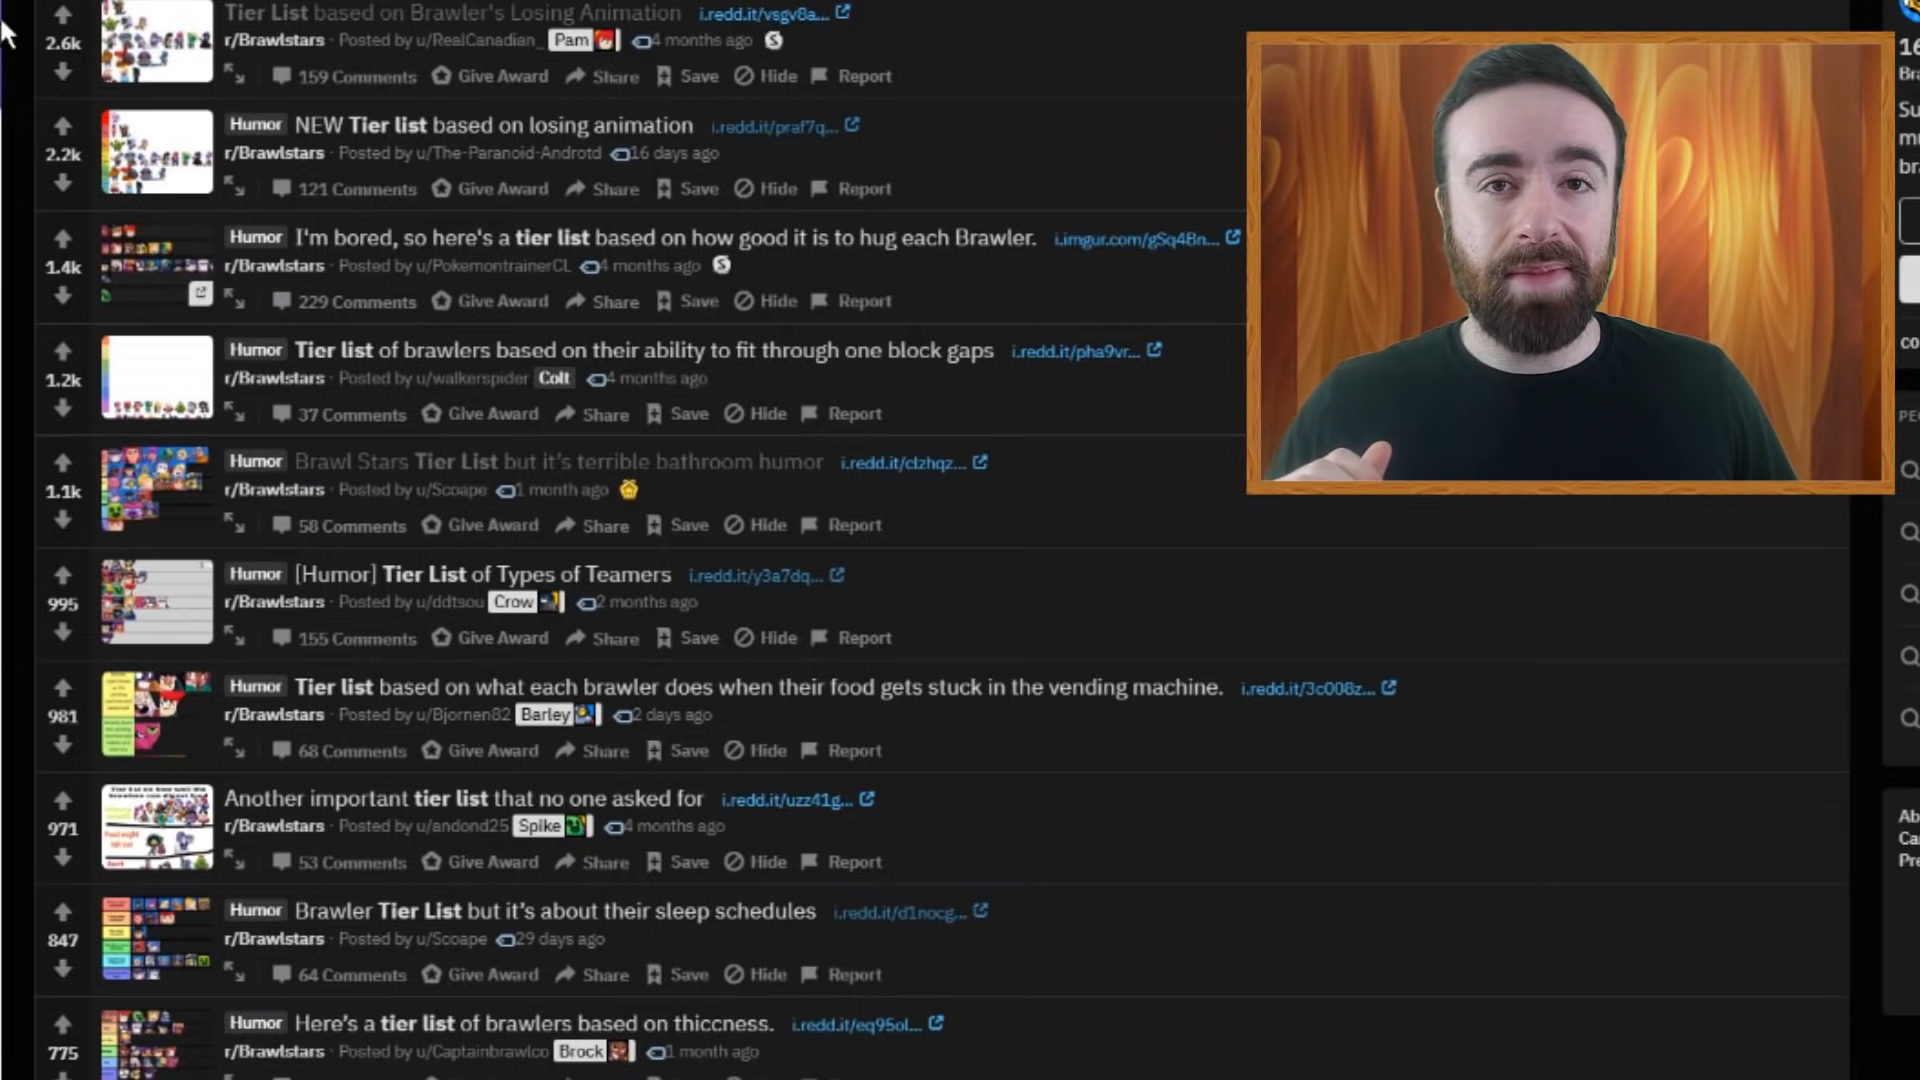 Tier List based on Brawler's Losing Animation i.redd.it/vsgv8a...
2.6k
r/Brawlstars · Posted by u/RealCanadian_ Pam 4 months ago
159 Comments Give Award Share Save Hide Report
Humor NEW Tier list based on losing animation i.redd.it/praf7q...
2.2k
r/Brawlstars · Posted by u/The-Paranoid-Androtd 16 days ago
121 Comments Give Award Share Save Hide Report
Humor I'm bored, so here's a tier list based on how good it is to hug each Brawler. i.imgur.com/gSq4Bn...
1.4k
r/Brawlstars · Posted by u/PokemontrainerCL 4 months ago
229 Comments Give Award Share Save Hide Report
Humor Tier list of brawlers based on their ability to fit through one block gaps i.redd.it/pha9vr...
1.2k
r/Brawlstars · Posted by u/walkerspider Colt 4 months ago
37 Comments Give Award Share Save Hide Report
Humor Brawl Stars Tier List but it's terrible bathroom humor i.redd.it/clzhqz...
1.1k
r/Brawlstars · Posted by u/Scoape 1 month ago
58 Comments Give Award Share Save Hide Report
Humor [Humor] Tier List of Types of Teamers i.redd.it/y3a7dq...
995
r/Brawlstars · Posted by u/ddtsou Crow 2 months ago
155 Comments Give Award Share Save Hide Report
Humor Tier list based on what each brawler does when their food gets stuck in the vending machine. i.redd.it/3c008z...
981
r/Brawlstars · Posted by u/Bjornen82 Barley 2 days ago
68 Comments Give Award Share Save Hide Report
Another important tier list that no one asked for i.redd.it/uzz41g...
971
r/Brawlstars · Posted by u/andond25 Spike 4 months ago
53 Comments Give Award Share Save Hide Report
Humor Brawler Tier List but it's about their sleep schedules i.redd.it/d1nocg...
847
r/Brawlstars · Posted by u/Scoape 29 days ago
64 Comments Give Award Share Save Hide Report
Humor Here's a tier list of brawlers based on thiccness. i.redd.it/eq95ol...
775
r/Brawlstars · Posted by u/Captainbrawlco Brock 1 month ago